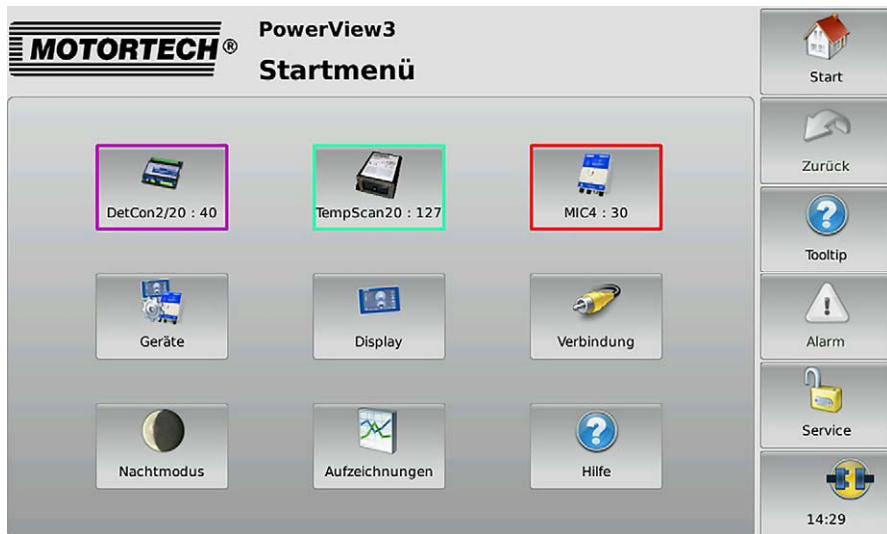 MOTORTECH®
PowerView3
Startmenü
Start
Zurück
Tooltip
Alarm
Service
14:29
DetCon2/20 : 40
TempScan20 : 127
MIC4 : 30
Geräte
Display
Verbindung
Nachtmodus
Aufzeichnungen
Hilfe